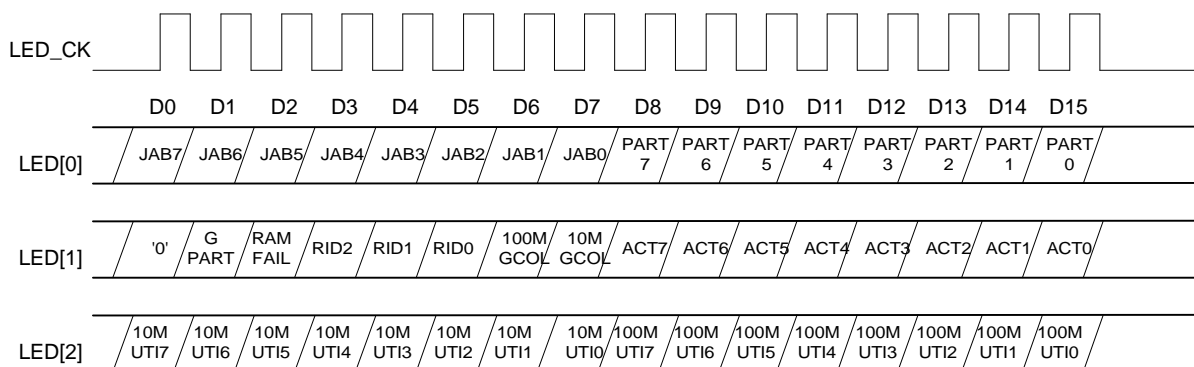 LED_CK
D0 D1 D2 D3 D4 D5 D6 D7 D8 D9 D10 D11 D12 D13 D14 D15
LED[0] JAB7 JAB6 JAB5 JAB4 JAB3 JAB2 JAB1 JAB0 PART 7 PART 6 PART 5 PART 4 PART 3 PART 2 PART 1 PART 0
LED[1] '0' G PART RAM FAIL RID2 RID1 RID0 100M GCOL 10M GCOL ACT7 ACT6 ACT5 ACT4 ACT3 ACT2 ACT1 ACT0
LED[2] 10M UTI7 10M UTI6 10M UTI5 10M UTI4 10M UTI3 10M UTI2 10M UTI1 10M UTI0 100M UTI7 100M UTI6 100M UTI5 100M UTI4 100M UTI3 100M UTI2 100M UTI1 100M UTI0